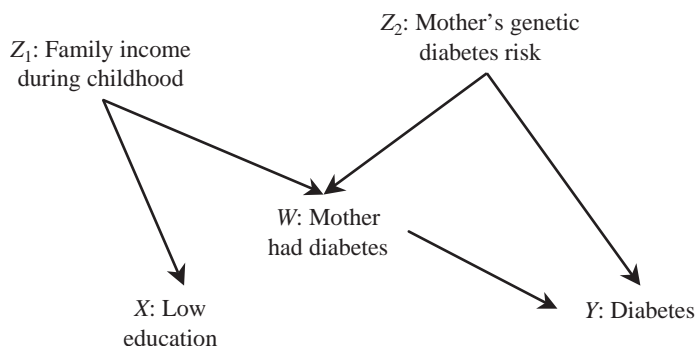 Z1: Family income
during childhood
Z2: Mother’s genetic
diabetes risk
W: Mother
had diabetes
X: Low
education
Y: Diabetes